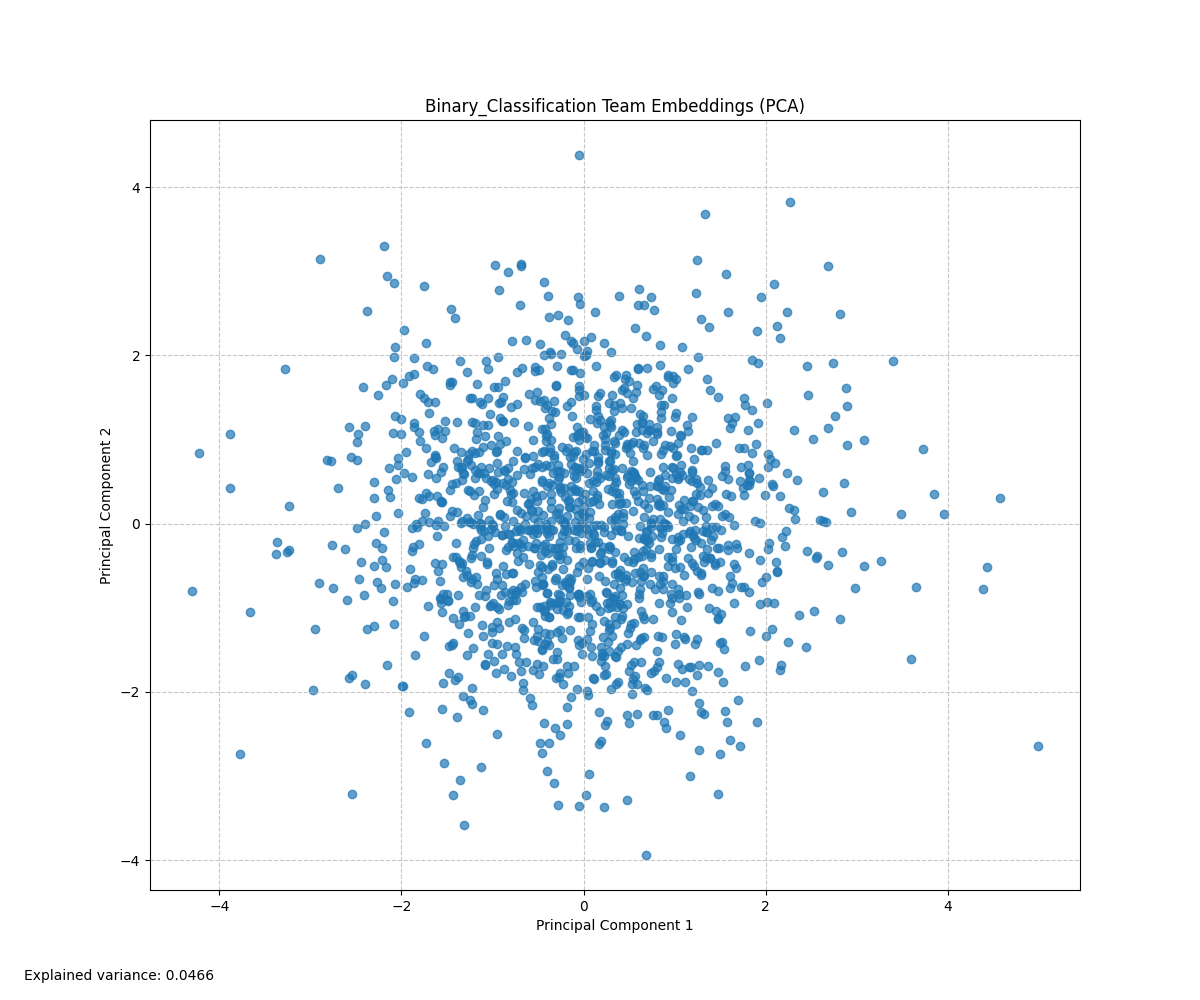 Binary_Classification Team Embeddings (PCA)
4
2
0
−2
−4
Principal Component 2
−4 −2 0 2 4
Principal Component 1
Explained variance: 0.0466